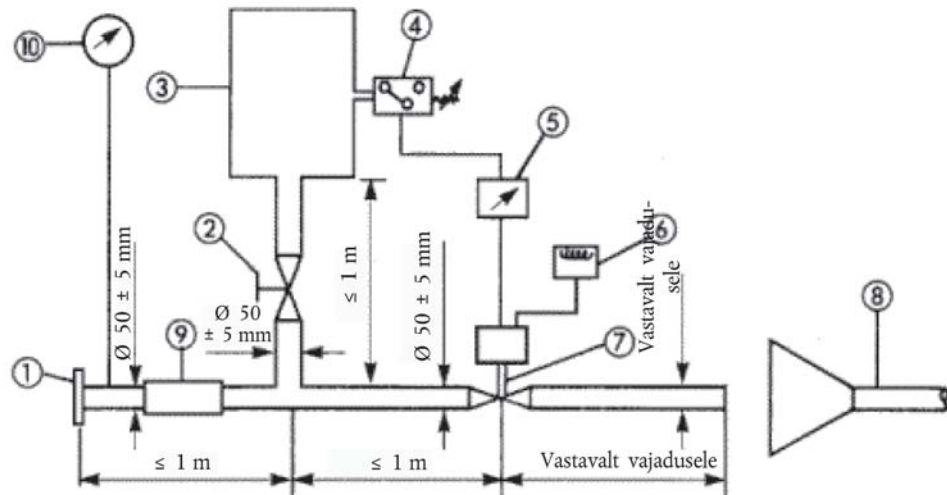 ⑩
④
③
⑤
②
⑥
Ø 50 ± 5 mm
≤ 1 m
Ø 50 ± 5 mm
Vastavalt vajadu-
sele
Ø 50
± 5 mm
⑨
⑦
⑧
①
≤ 1 m
≤ 1 m
Vastavalt vajadusele